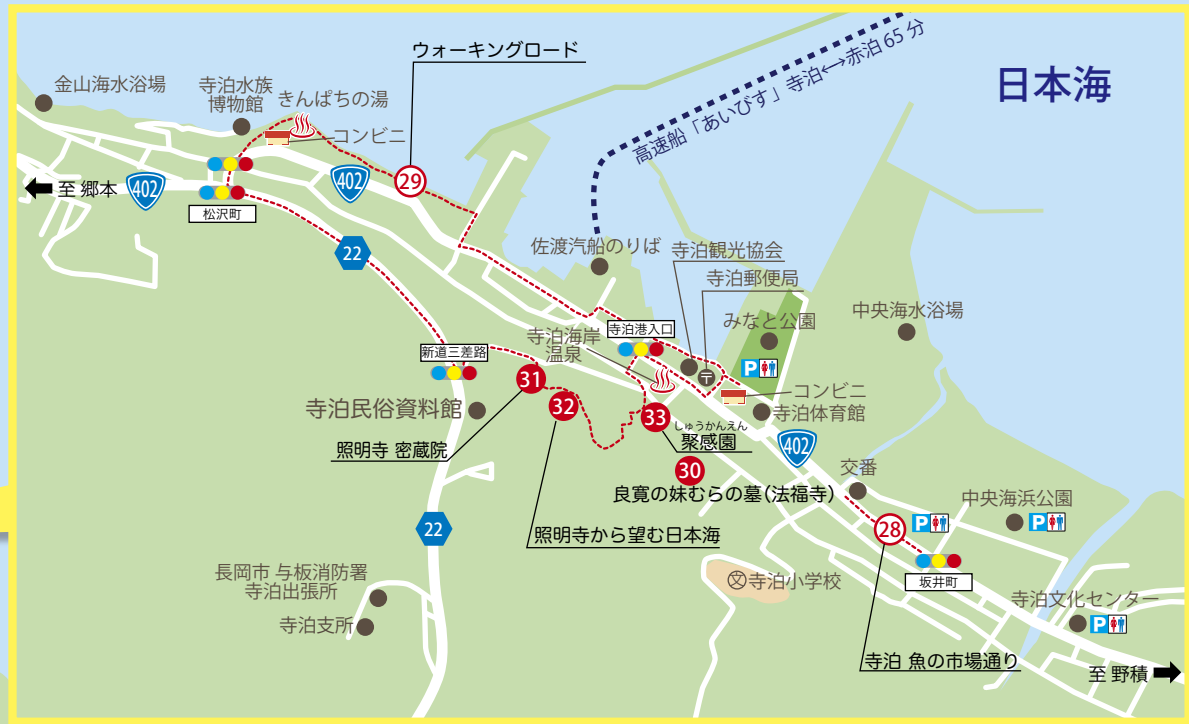 ウォーキングロード
高速船「あいびす」寺泊←→赤泊 65 分
日本海
金山海水浴場
寺泊水族
博物館
きんぱちの湯
コンビニ
29
402
402
至 郷本
松沢町
22
佐渡汽船のりば
寺泊観光協会
寺泊郵便局
みなと公園
中央海水浴場
寺泊港入口
寺泊海岸
温泉
新道三差路
P
〒
コンビニ
寺泊体育館
31
32
33
しゅうかんえん
聚感園
寺泊民俗資料館
照明寺 密蔵院
402
30
良寛の妹むらの墓(法福寺)
交番
中央海浜公園
P
P
28
22
照明寺から望む日本海
坂井町
文
寺泊小学校
長岡市 与板消防署
寺泊出張所
寺泊支所
寺泊文化センター
P
寺泊 魚の市場通り
至 野積